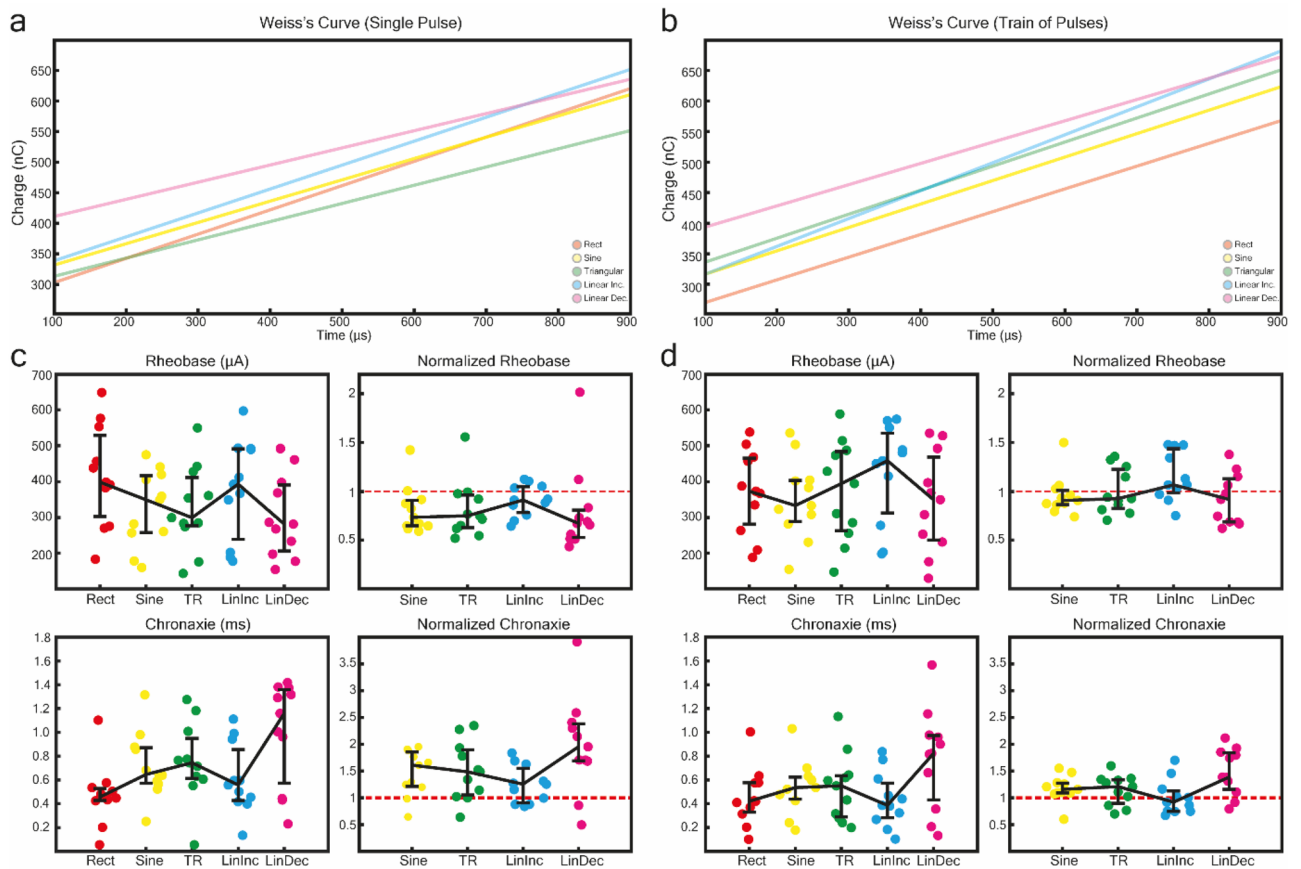 a
Weiss's Curve (Single Pulse)
Charge (nC)
650
600
550
500
450
400
350
300
Rect
Sine
Triangular
Linear Inc.
Linear Dec.
100 200 300 400 500 600 700 800 900
Time (µs)
b
Weiss's Curve (Train of Pulses)
Charge (nC)
650
600
550
500
450
400
350
300
Rect
Sine
Triangular
Linear Inc.
Linear Dec.
100 200 300 400 500 600 700 800 900
Time (µs)
c
Rheobase (µA)
700
600
500
400
300
200
Rect Sine TR LinInc LinDec
Normalized Rheobase
2
1.5
1
0.5
Sine TR LinInc LinDec
Chronaxie (ms)
1.8
1.6
1.4
1.2
1.0
0.8
0.6
0.4
0.2
Rect Sine TR LinInc LinDec
Normalized Chronaxie
3.5
3
2.5
2
1.5
1
0.5
Sine TR LinInc LinDec
d
Rheobase (µA)
700
600
500
400
300
200
Rect Sine TR LinInc LinDec
Normalized Rheobase
2
1.5
1
0.5
Sine TR LinInc LinDec
Chronaxie (ms)
1.8
1.6
1.4
1.2
1.0
0.8
0.6
0.4
0.2
Rect Sine TR LinInc LinDec
Normalized Chronaxie
3.5
3
2.5
2
1.5
1
0.5
Sine TR LinInc LinDec